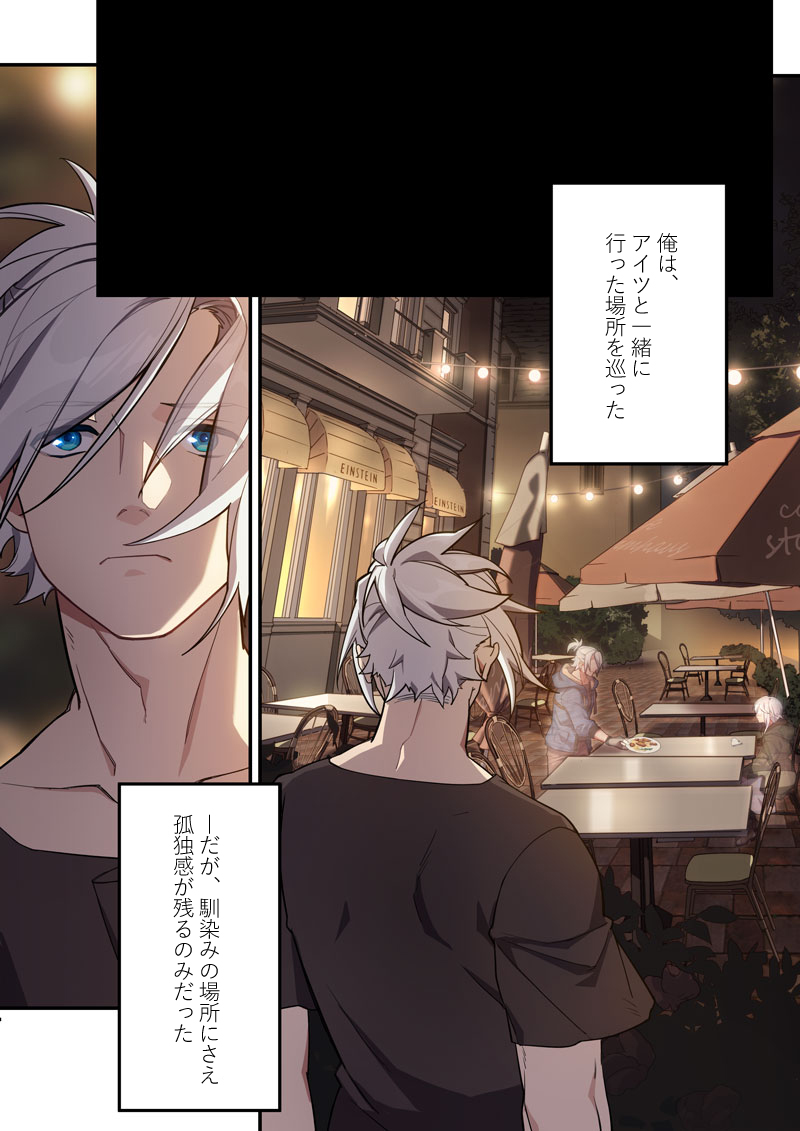 俺は、
アイツと一緒に
行った場所を巡った
EINSTEIN
EINSTEIN
EINSTEIN
ーだが、馴染みの場所にさえ
孤独感が残るのみだった